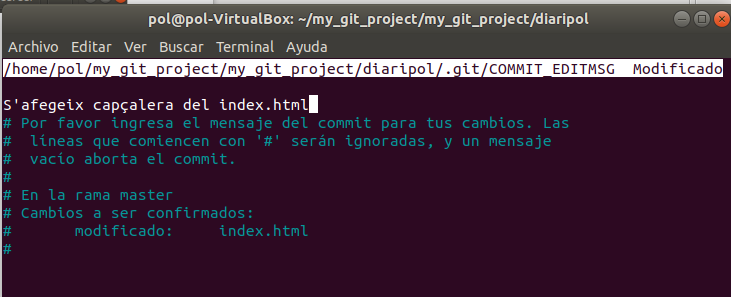 pol@pol-VirtualBox: ~/my_git_project/my_git_project/diaripol
Archivo Editar Ver Buscar Terminal Ayuda
/home/pol/my_git_project/my_git_project/diaripol/.git/COMMIT_EDITMSG Modificado
S'afegeix capçalera del index.html
# Por favor ingresa el mensaje del commit para tus cambios. Las
# líneas que comiencen con '#' serán ignoradas, y un mensaje
# vacío aborta el commit.
#
# En la rama master
# Cambios a ser confirmados:
# modificado: index.html
#